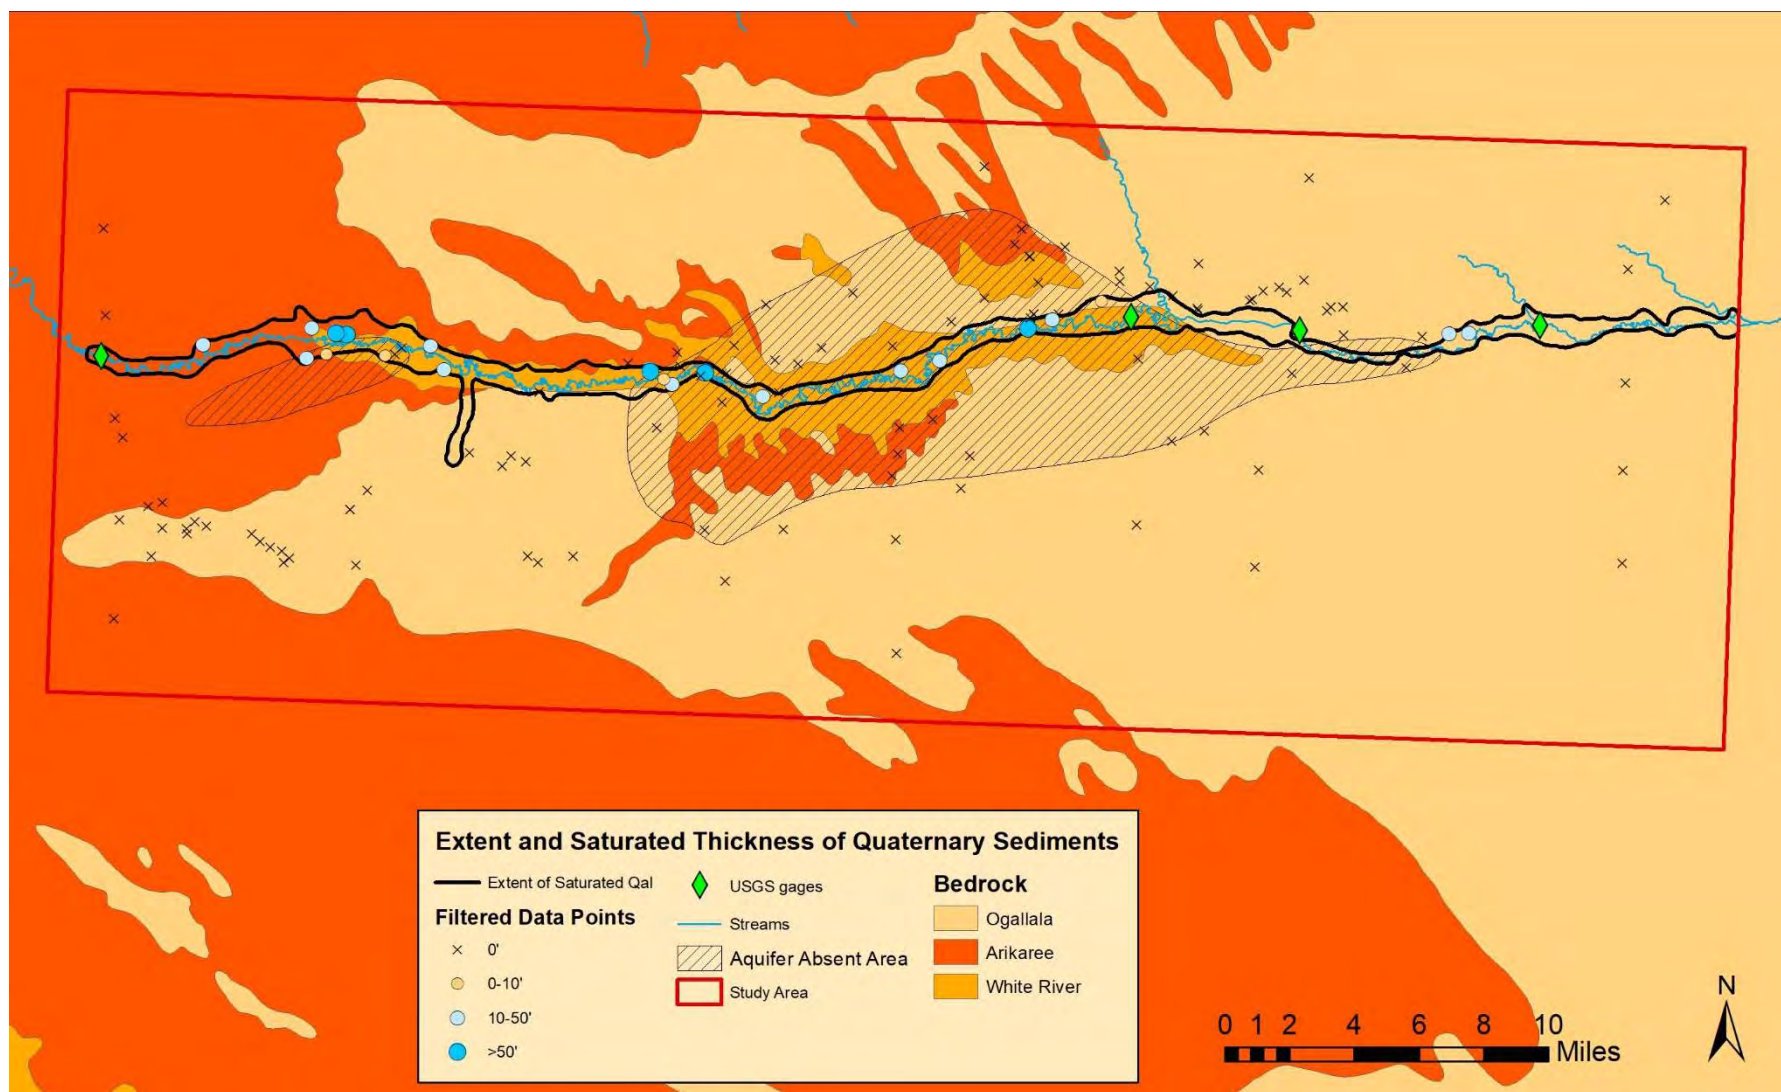 Extent and Saturated Thickness of Quaternary Sediments
Extent of Saturated Qal
Filtered Data Points
0'
0-10'
10-50'
>50'
USGS gages
Streams
Aquifer Absent Area
Study Area
Bedrock
Ogallala
Arikaree
White River
0 1 2 4 6 8 10
Miles
N